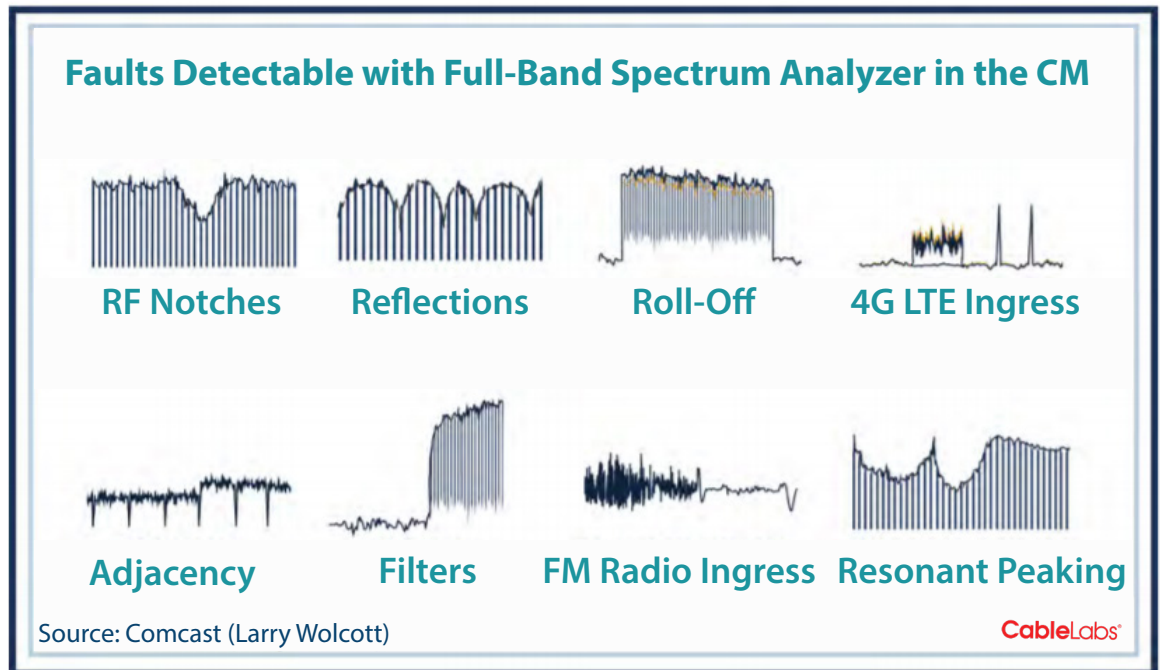 Faults Detectable with Full-Band Spectrum Analyzer in the CM
RF Notches
Reflections
Roll-Off
4G LTE Ingress
Adjacency
Filters
FM Radio Ingress
Resonant Peaking
Source: Comcast (Larry Wolcott)
CableLabs®